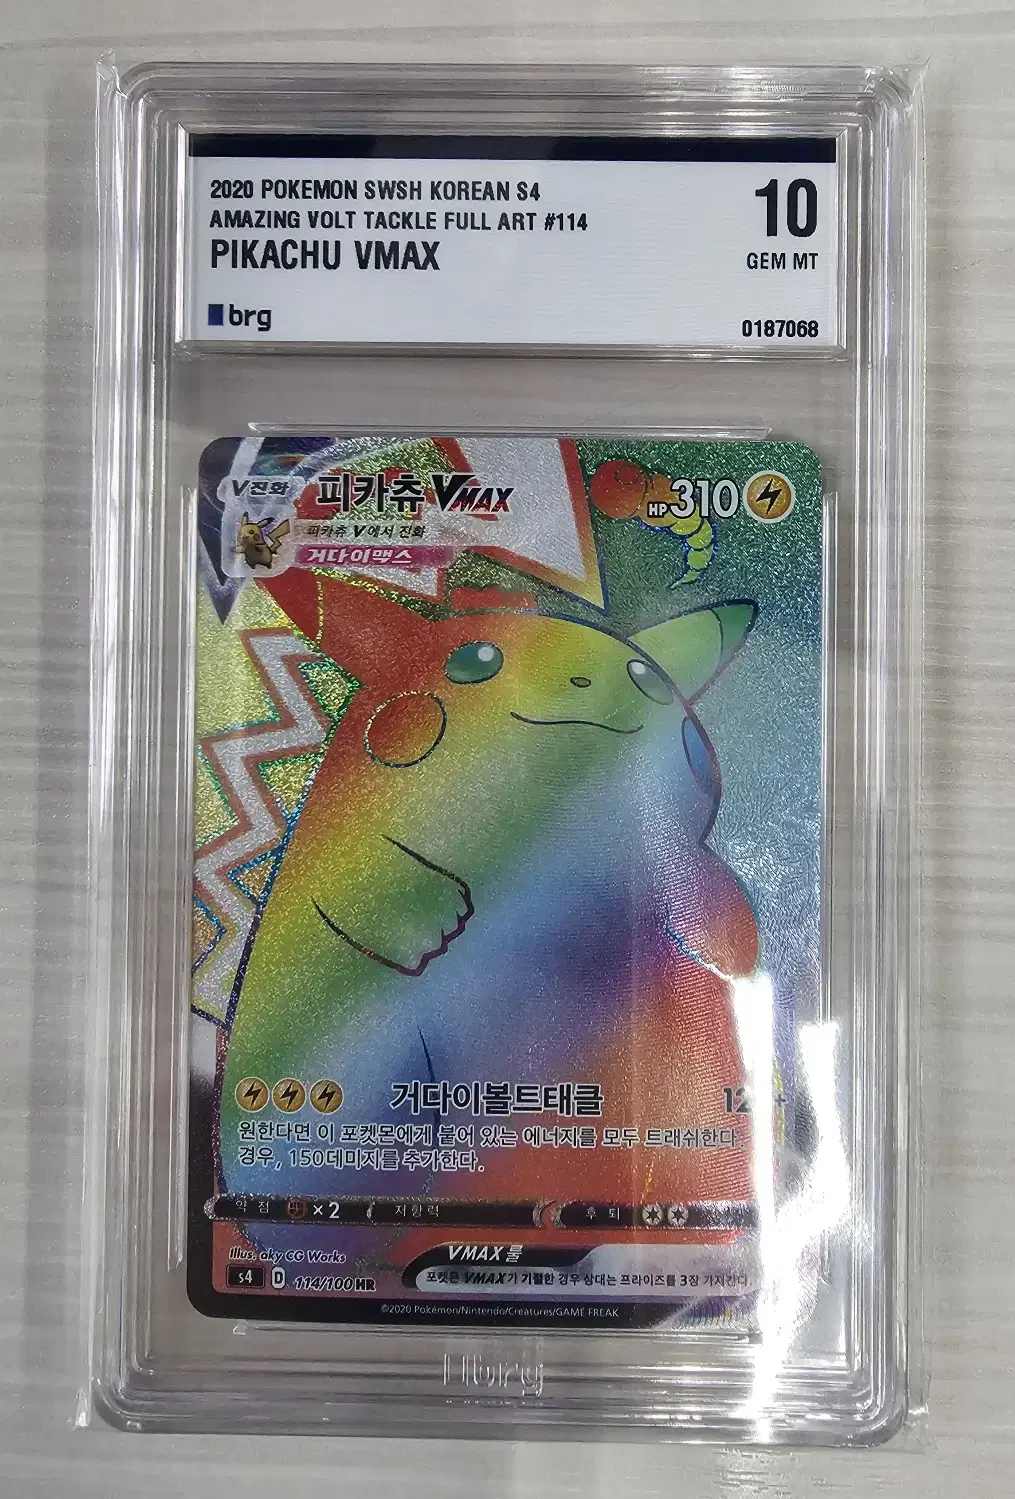 2020 POKEMON SWSH KOREAN S4
AMAZING VOLT TACKLE FULL ART #114
PIKACHU VMAX
10
GEM MT
brg
0187068
V진화
피카츄 VMAX
HP310
피카츄 V에서 진화
거다이맥스
거다이볼트태클
원한다면 이 포켓몬에게 붙어 있는 에너지를 모두 트래쉬한다.
경우, 150데미지를 추가한다.
약점 ×2 저항력 후퇴
Illus. aky CG Works
VMAX 룰
s4 D 114/100 HR
포켓몬 VMAX가 기절한 경우 상대는 프라이즈를 3장 가져간다.
©2020 Pokémon/Nintendo/Creatures/GAME FREAK
brg